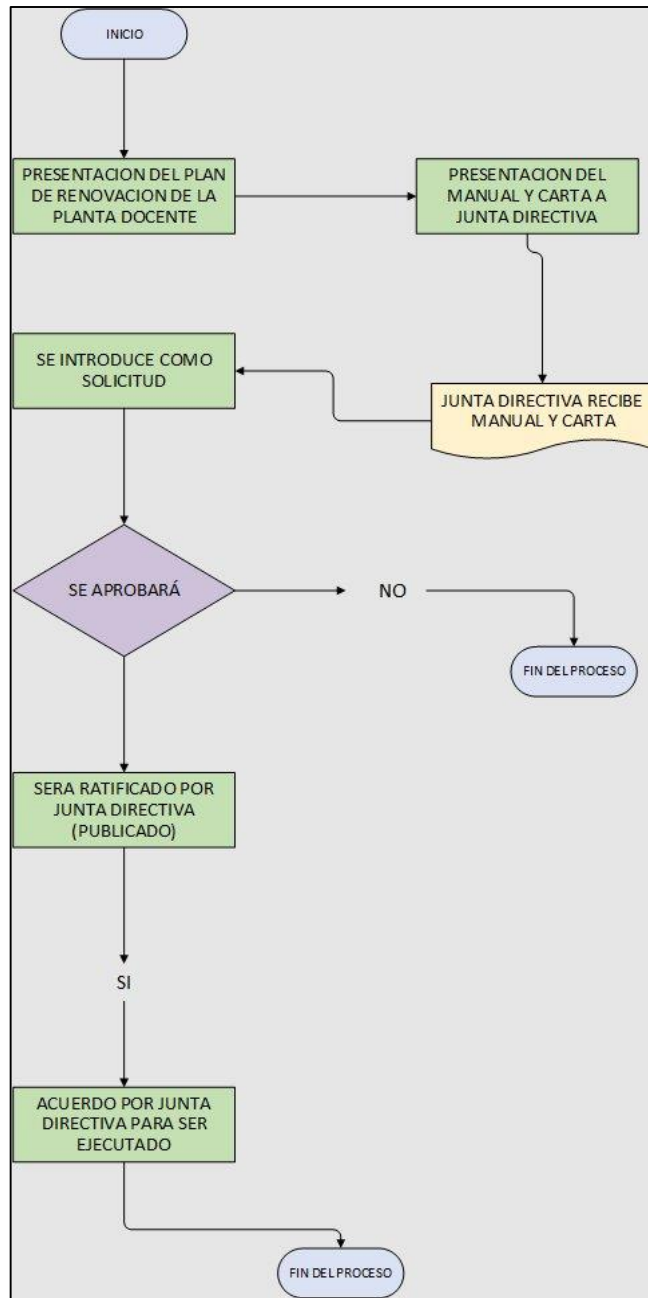 INICIO
PRESENTACION DEL PLAN
DE RENOVACION DE LA
PLANTA DOCENTE
PRESENTACION DEL
MANUAL Y CARTA A
JUNTA DIRECTIVA
JUNTA DIRECTIVA RECIBE
MANUAL Y CARTA
SE INTRODUCE COMO
SOLICITUD
SE APROBARÁ
NO
FIN DEL PROCESO
SERA RATIFICADO POR
JUNTA DIRECTIVA
(PUBLICADO)
SI
ACUERDO POR JUNTA
DIRECTIVA PARA SER
EJECUTADO
FIN DEL PROCESO